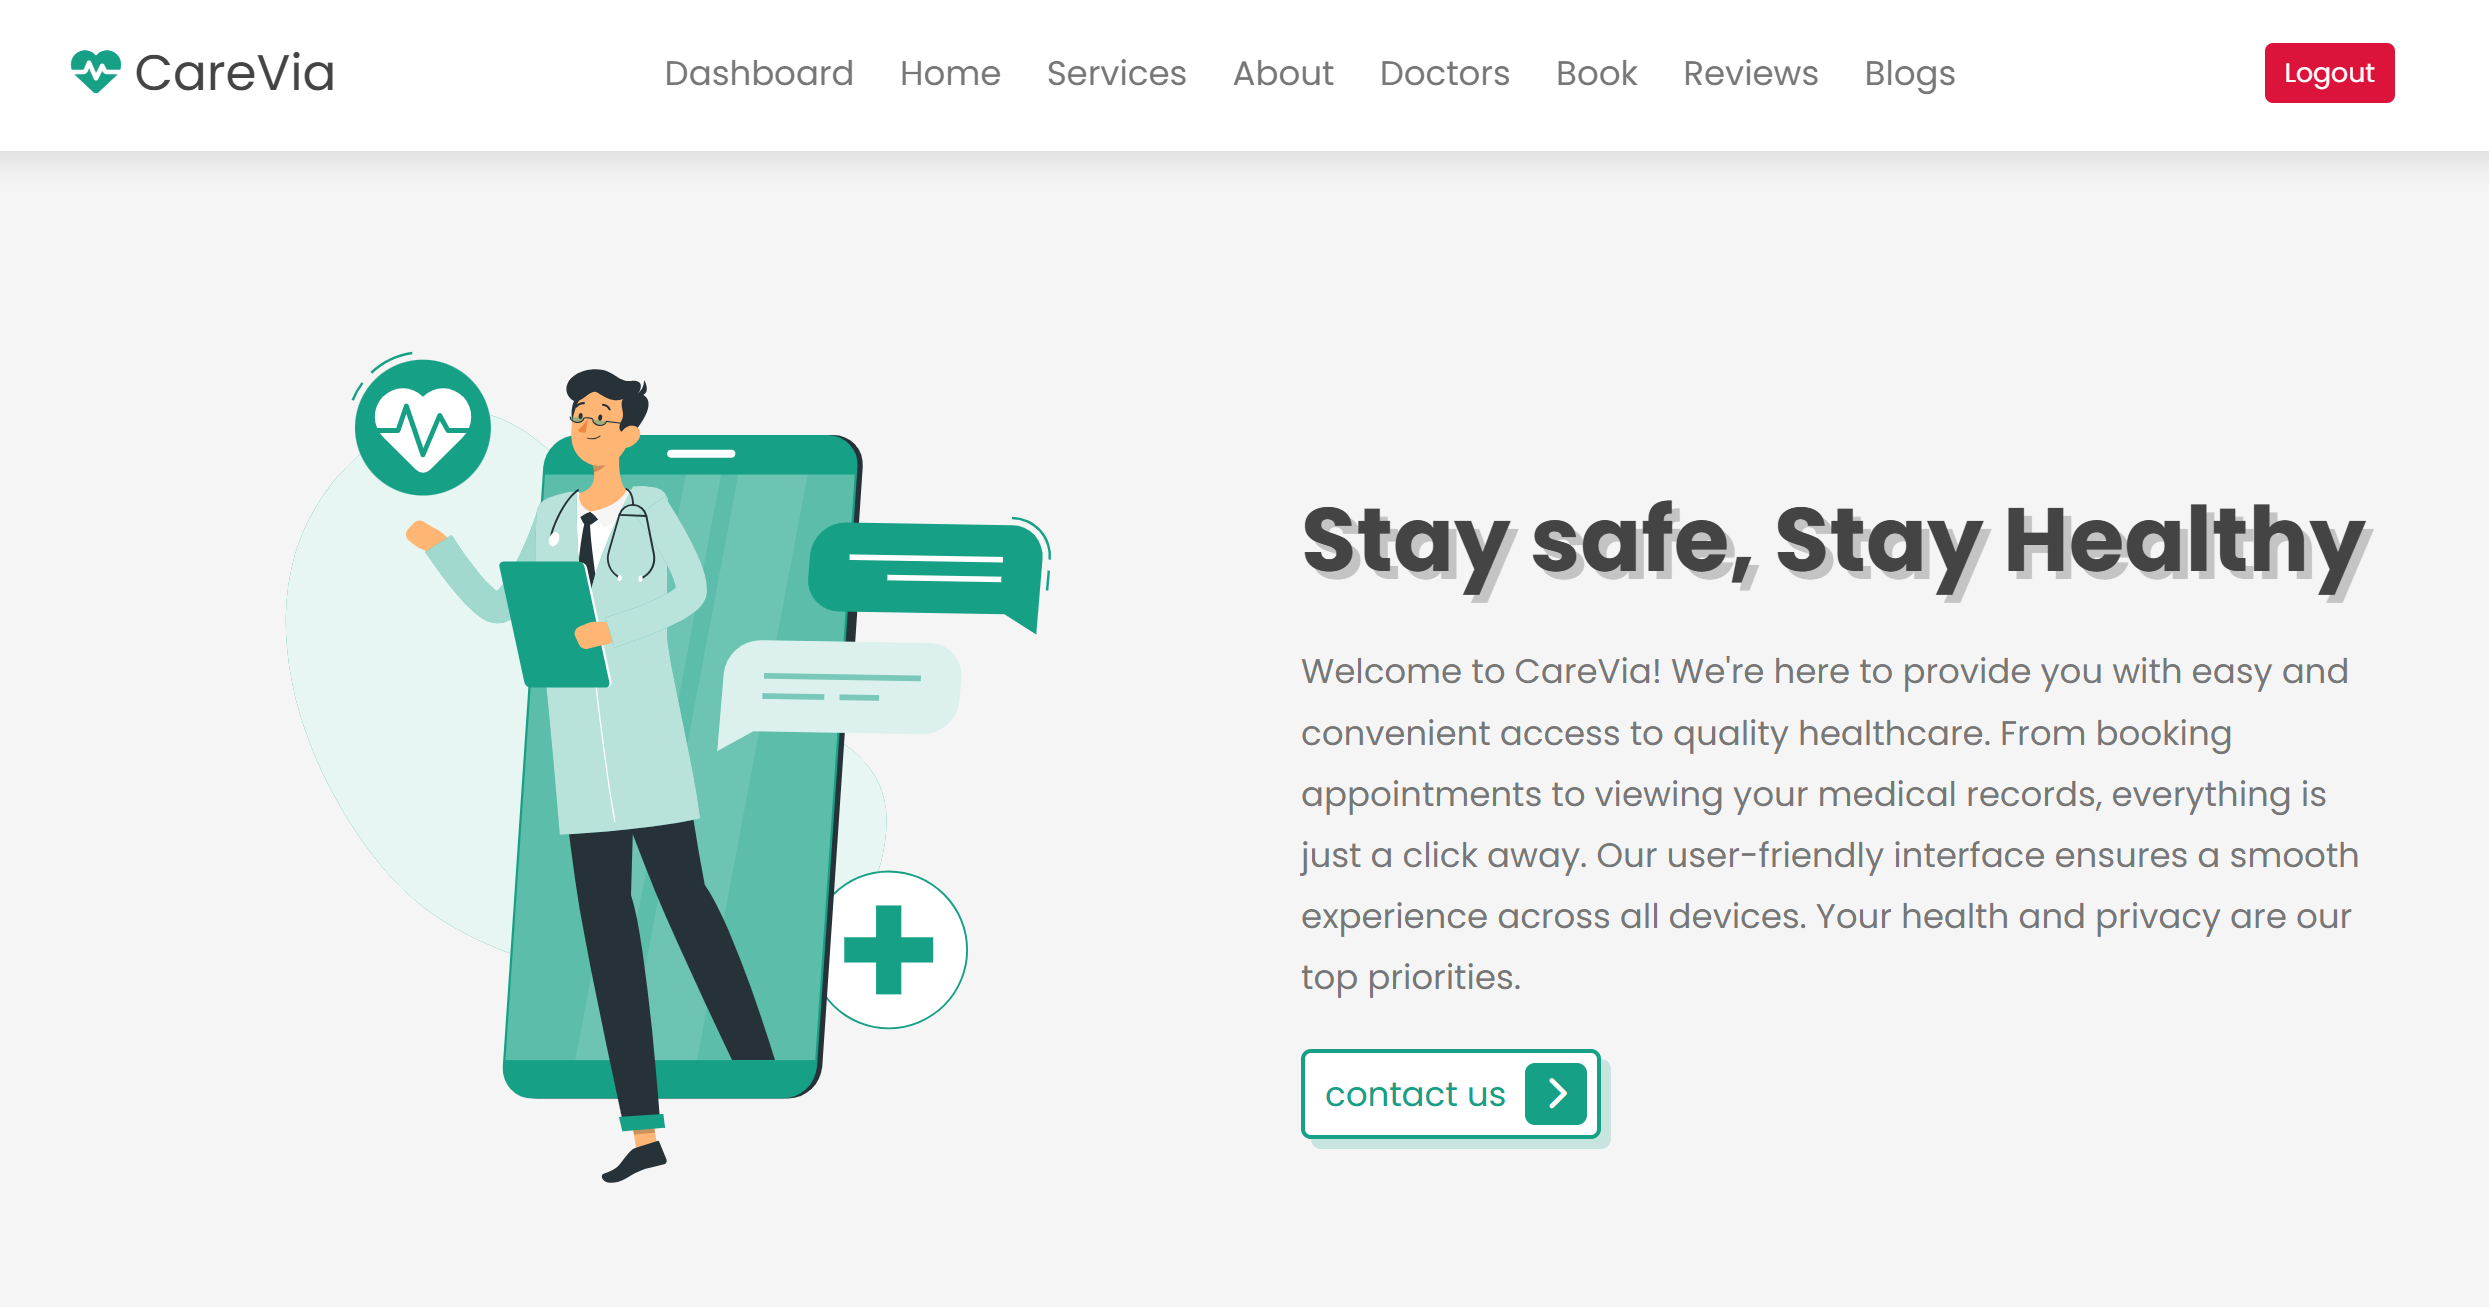 CareVia
Dashboard Home Services About Doctors Book Reviews Blogs
Logout
Stay safe, Stay Healthy
Welcome to CareVia! We're here to provide you with easy and
convenient access to quality healthcare. From booking
appointments to viewing your medical records, everything is
just a click away. Our user-friendly interface ensures a smooth
experience across all devices. Your health and privacy are our
top priorities.
contact us